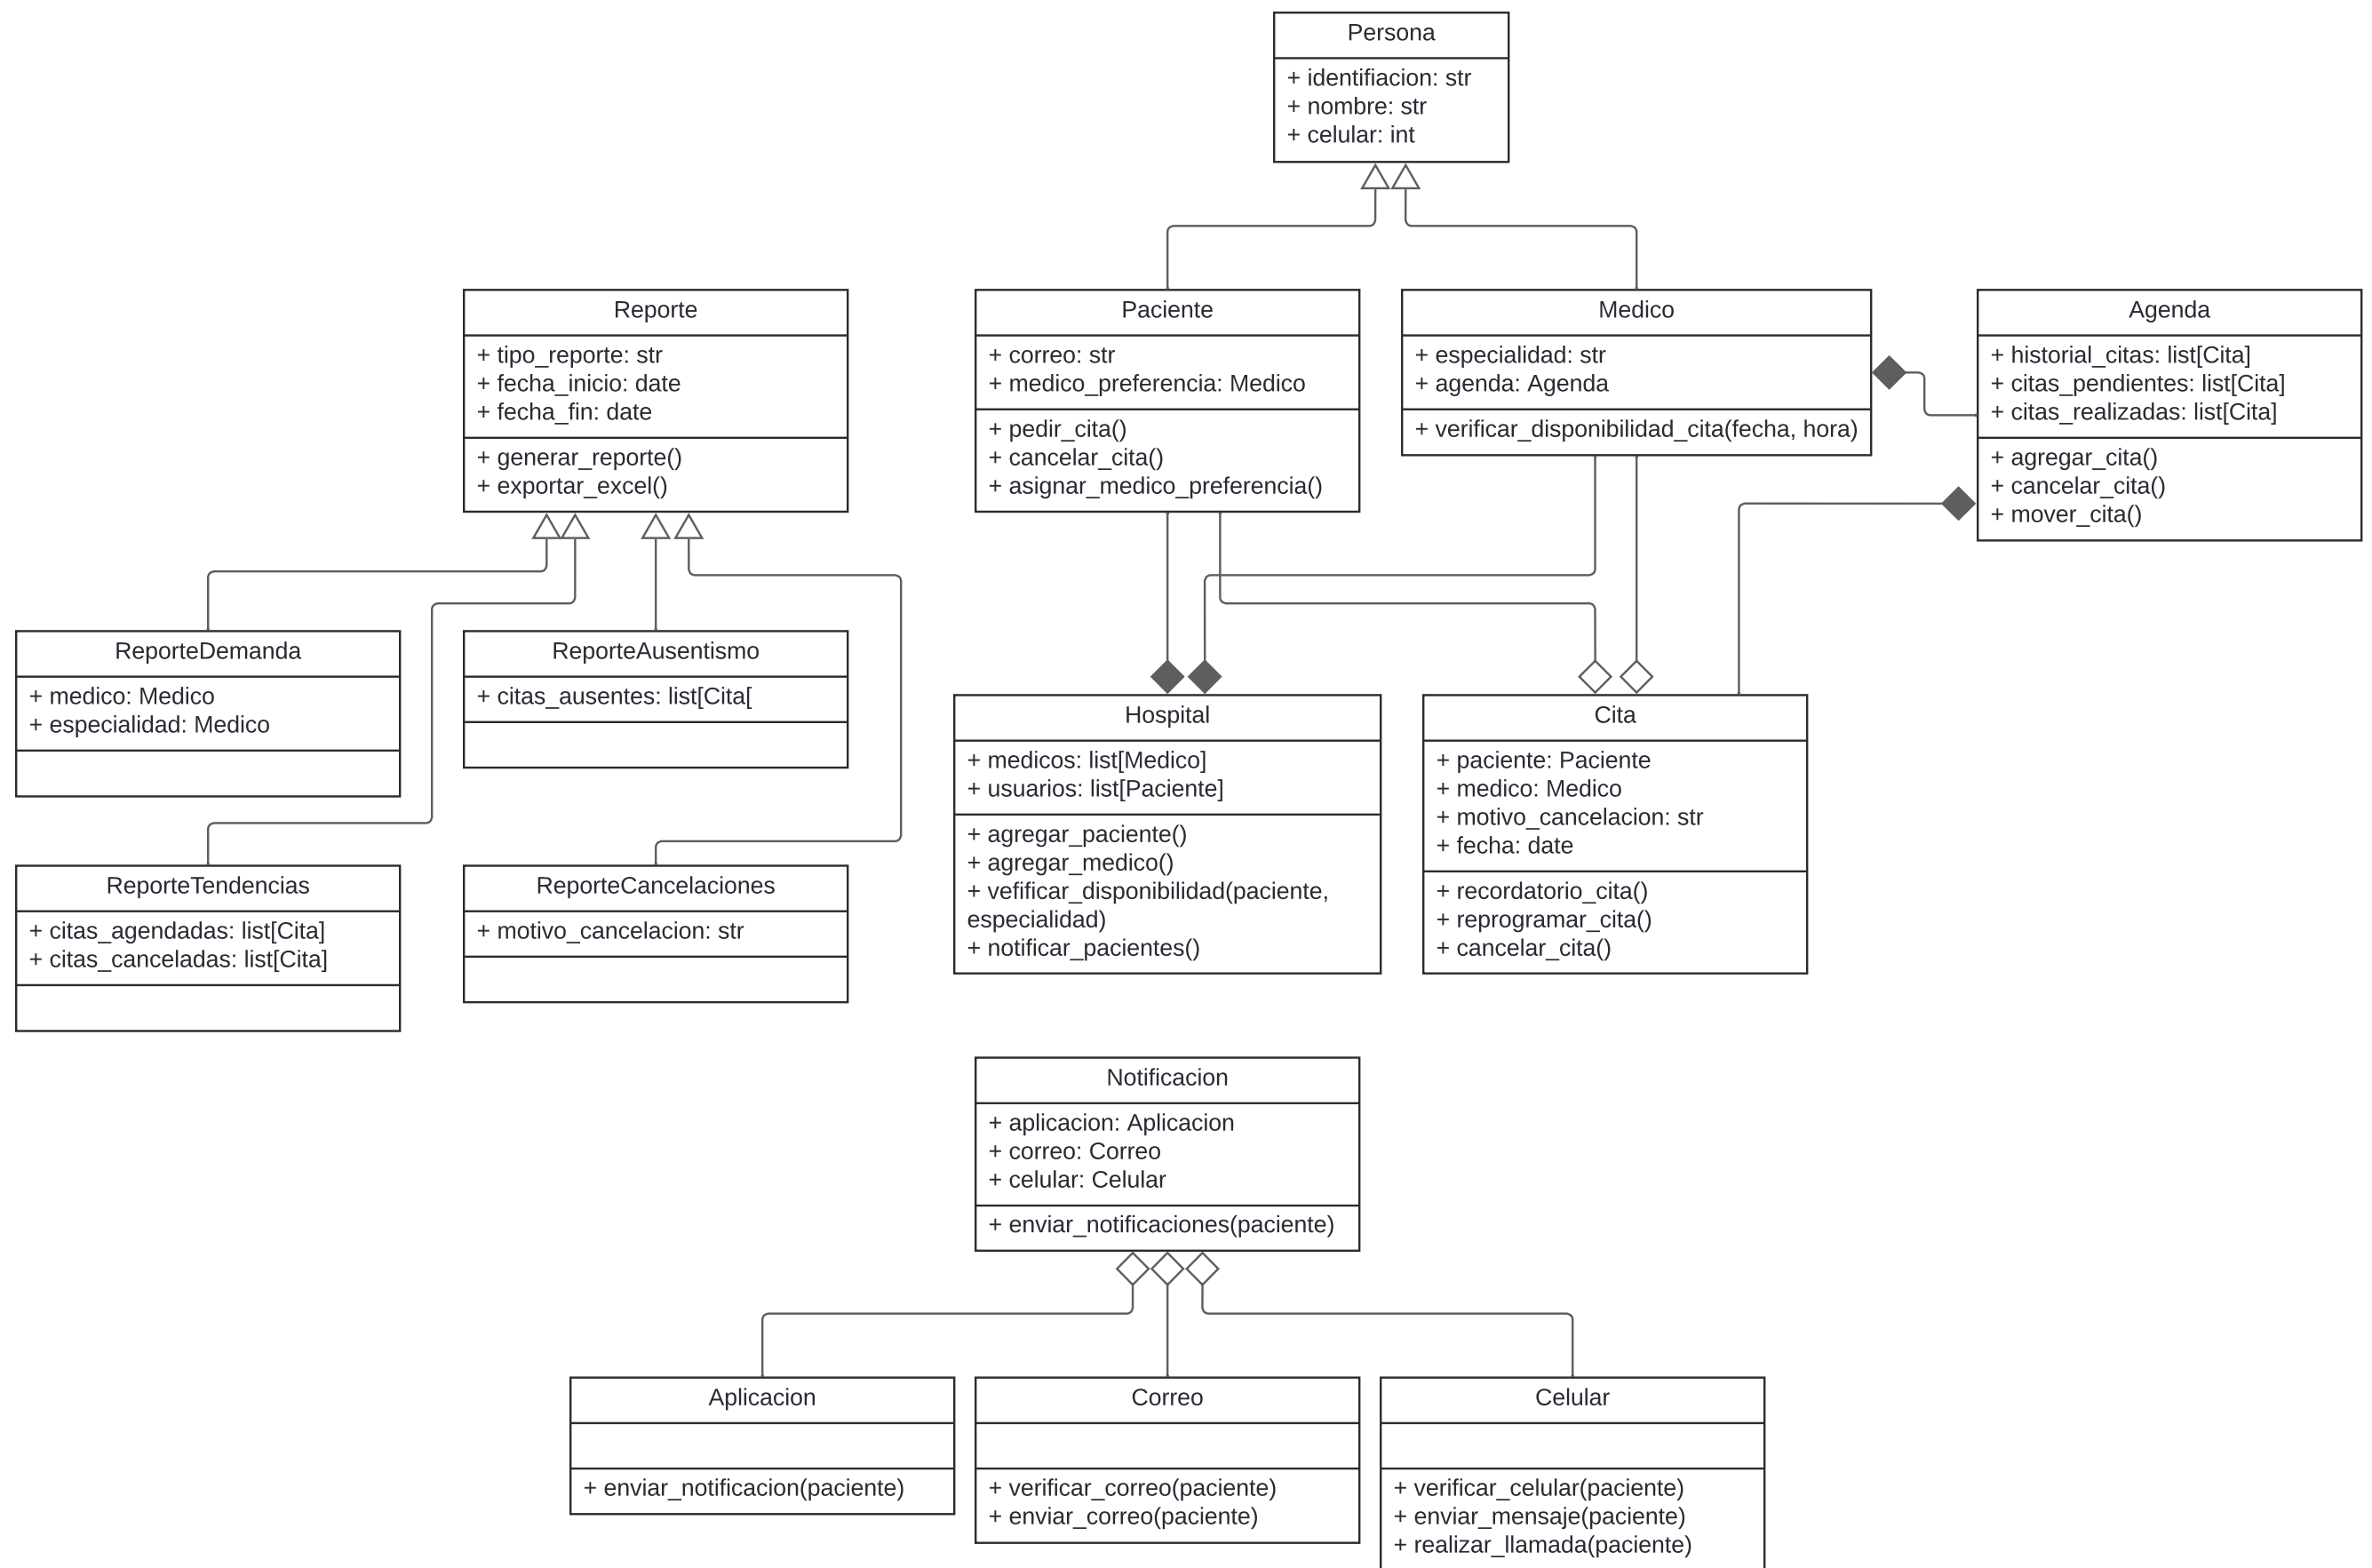 Persona
+ identifiacion: str
+ nombre: str
+ celular: int
Reporte
+ tipo_reporte: str
+ fecha_inicio: date
+ fecha_fin: date
+ generar_reporte()
+ exportar_excel()
Paciente
+ correo: str
+ medico_preferencia: Medico
+ pedir_cita()
+ cancelar_cita()
+ asignar_medico_preferencia()
Medico
+ especialidad: str
+ agenda: Agenda
+ verificar_disponibilidad_cita(fecha, hora)
Agenda
+ historial_citas: list[Cita]
+ citas_pendientes: list[Cita]
+ citas_realizadas: list[Cita]
+ agregar_cita()
+ cancelar_cita()
+ mover_cita()
ReporteDemanda
+ medico: Medico
+ especialidad: Medico
ReporteAusentismo
+ citas_ausentes: list[Cita[
Hospital
+ medicos: list[Medico]
+ usuarios: list[Paciente]
+ agregar_paciente()
+ agregar_medico()
+ vefificar_disponibilidad(paciente,
especialidad)
+ notificar_pacientes()
Cita
+ paciente: Paciente
+ medico: Medico
+ motivo_cancelacion: str
+ fecha: date
+ recordatorio_cita()
+ reprogramar_cita()
+ cancelar_cita()
ReporteTendencias
+ citas_agendadas: list[Cita]
+ citas_canceladas: list[Cita]
ReporteCancelaciones
+ motivo_cancelacion: str
Notificacion
+ aplicacion: Aplicacion
+ correo: Correo
+ celular: Celular
+ enviar_notificaciones(paciente)
Aplicacion
+ enviar_notificacion(paciente)
Correo
+ verificar_correo(paciente)
+ enviar_correo(paciente)
Celular
+ verificar_celular(paciente)
+ enviar_mensaje(paciente)
+ realizar_llamada(paciente)